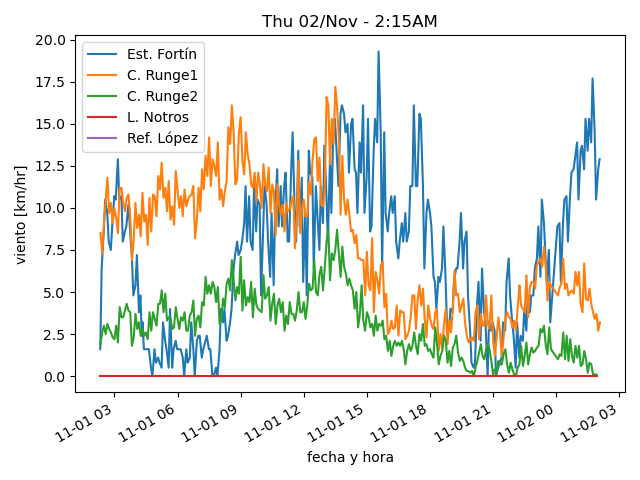 Thu 02/Nov - 2:15AM
20.0
17.5
15.0
12.5
10.0
7.5
5.0
2.5
0.0
viento [km/hr]
Est. Fortín
C. Runge1
C. Runge2
L. Notros
Ref. López
11-01 03
11-01 06
11-01 09
11-01 12
11-01 15
11-01 18
11-01 21
11-02 00
11-02 03
fecha y hora